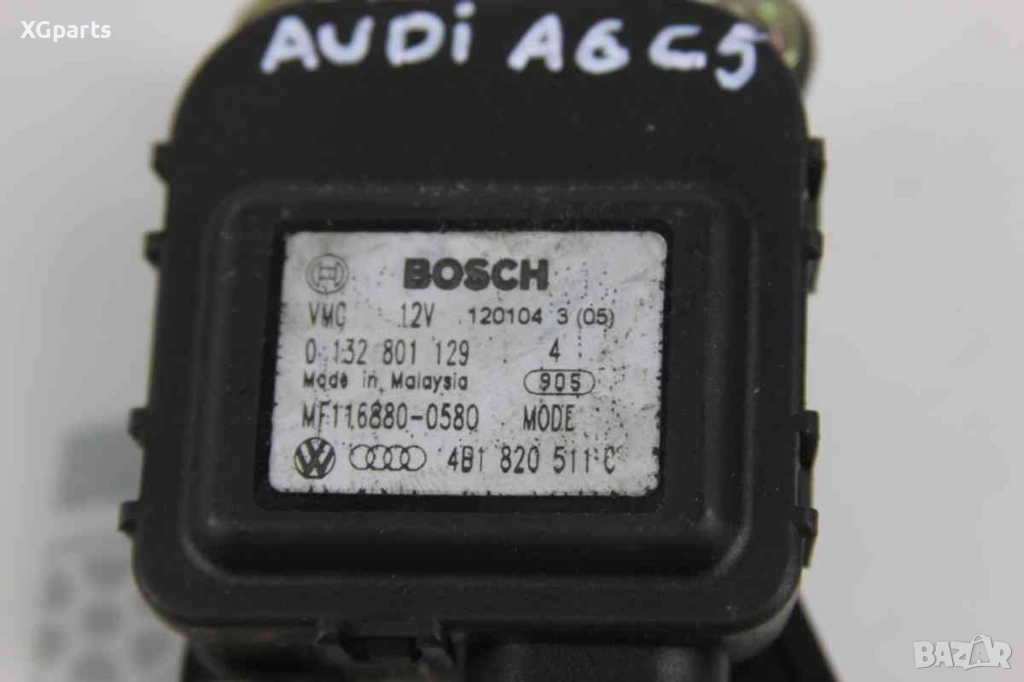 XGparts
AUDi A6 C5
BOSCH
VMC 12V 120104 3 (05)
0 132 801 129 4
Made in Malaysia 905
MF116880-0580 MODE
4B1 820 511 C
BAZAR